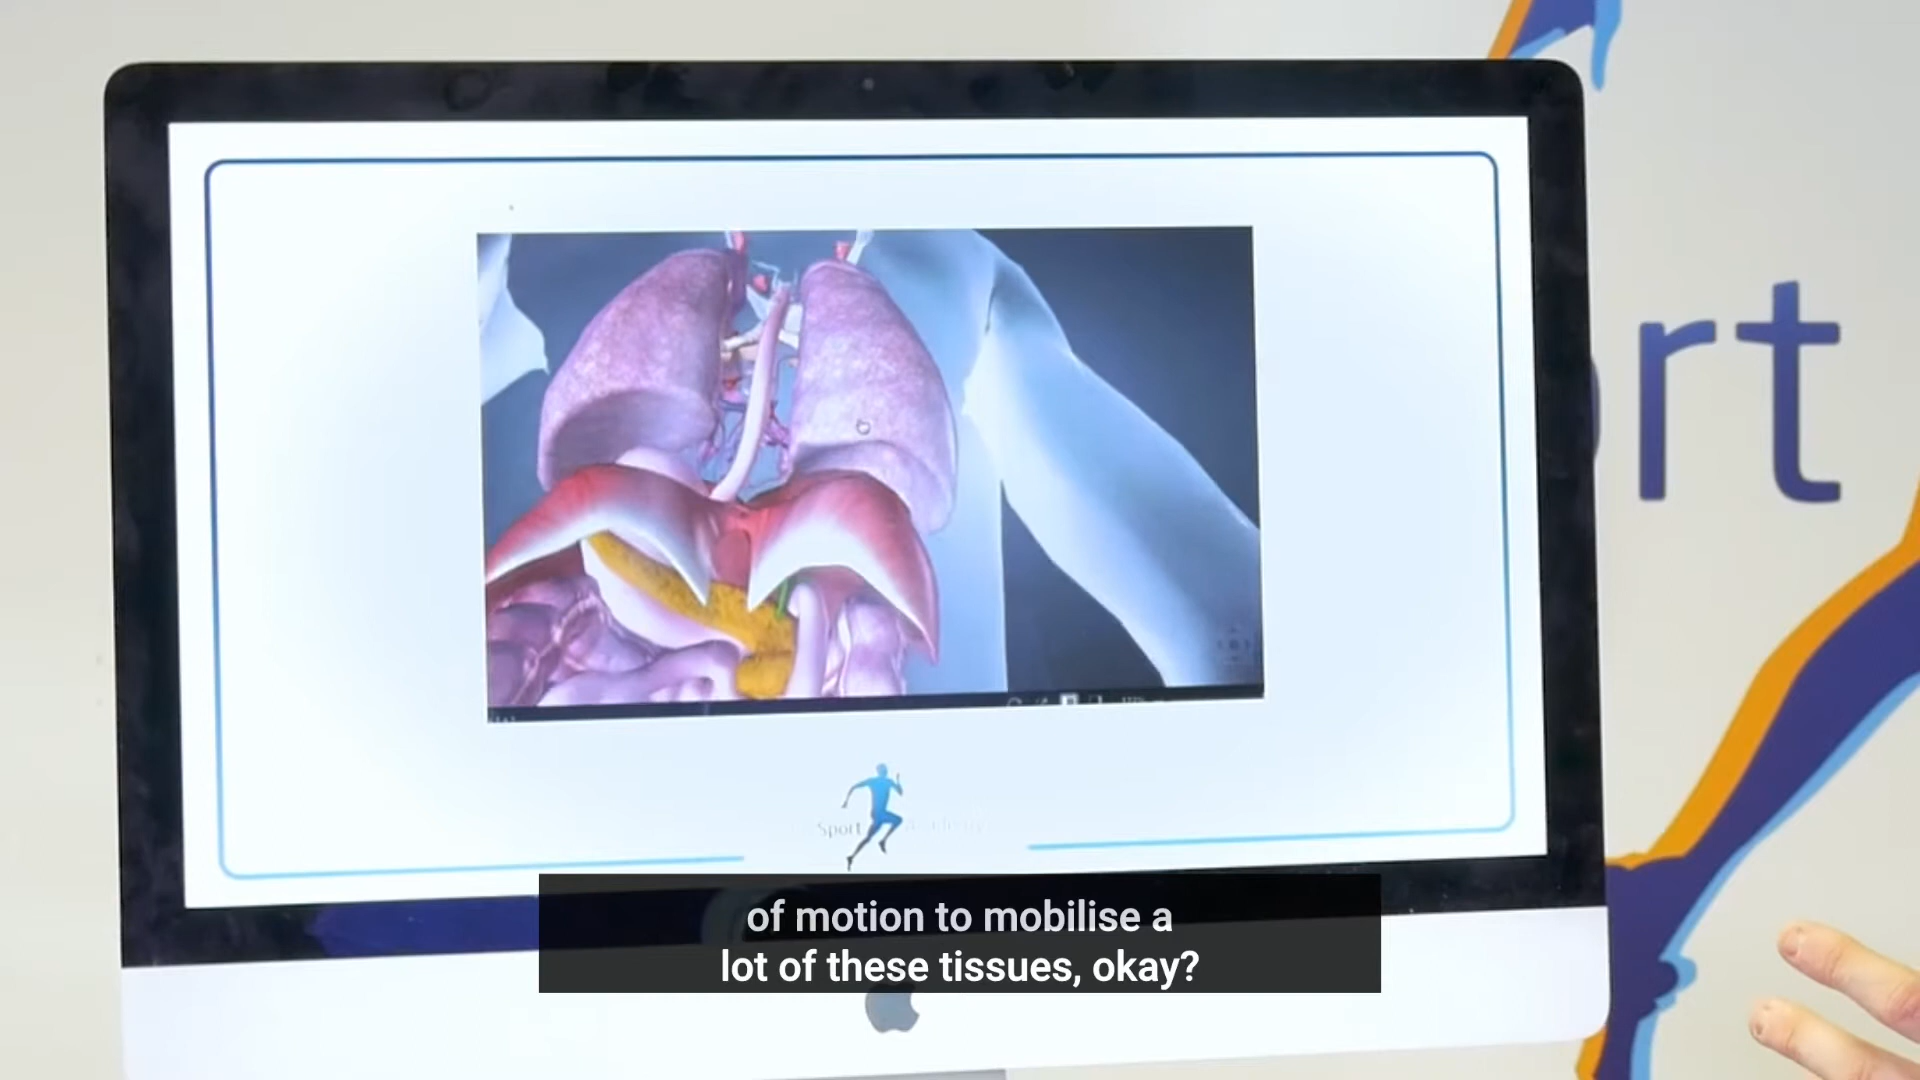 rt
Sport
of motion to mobilise a
lot of these tissues, okay?